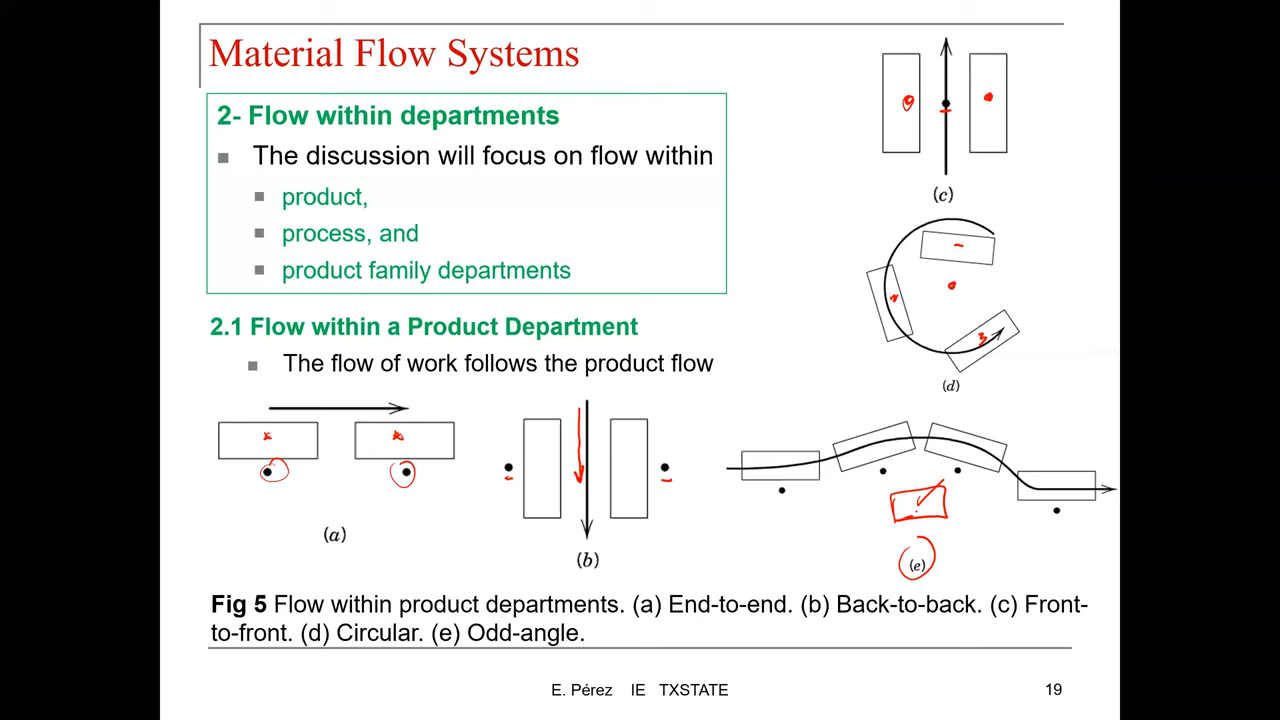 Material Flow Systems
2- Flow within departments
The discussion will focus on flow within
product,
process, and
product family departments
2.1 Flow within a Product Department
The flow of work follows the product flow
(c)
(d)
(a)
(b)
(e)
Fig 5 Flow within product departments. (a) End-to-end. (b) Back-to-back. (c) Front-
to-front. (d) Circular. (e) Odd-angle.
E. Pérez IE TXSTATE
19